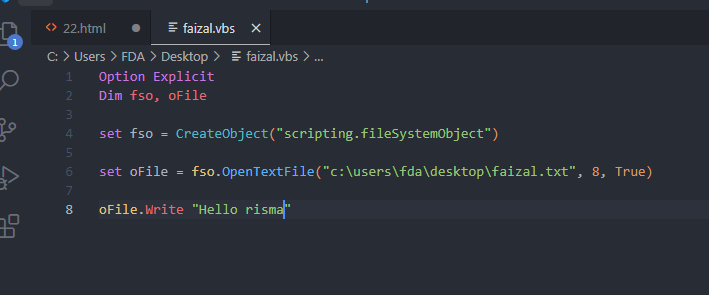 22.html
faizal.vbs
C: > Users > FDA > Desktop > faizal.vbs > ...
1
1 Option Explicit
2 Dim fso, oFile
3
4 set fso = CreateObject("scripting.fileSystemObject")
5
6 set oFile = fso.OpenTextFile("c:\users\fda\desktop\faizal.txt", 8, True)
7
8 oFile.Write "Hello risma"